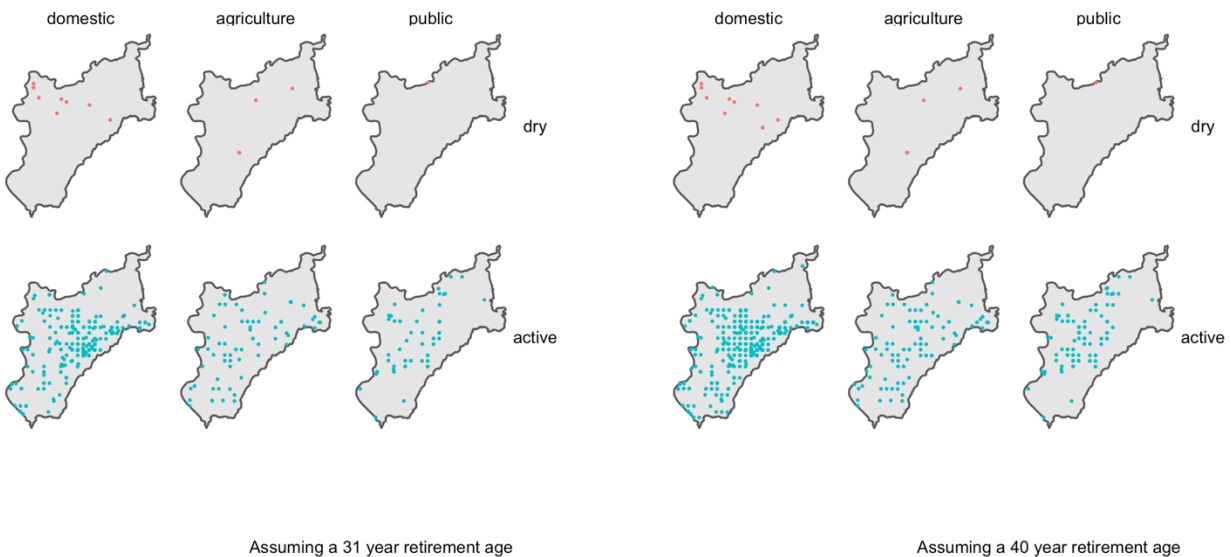 domestic agriculture public domestic agriculture public
dry dry
active active
Assuming a 31 year retirement age Assuming a 40 year retirement age